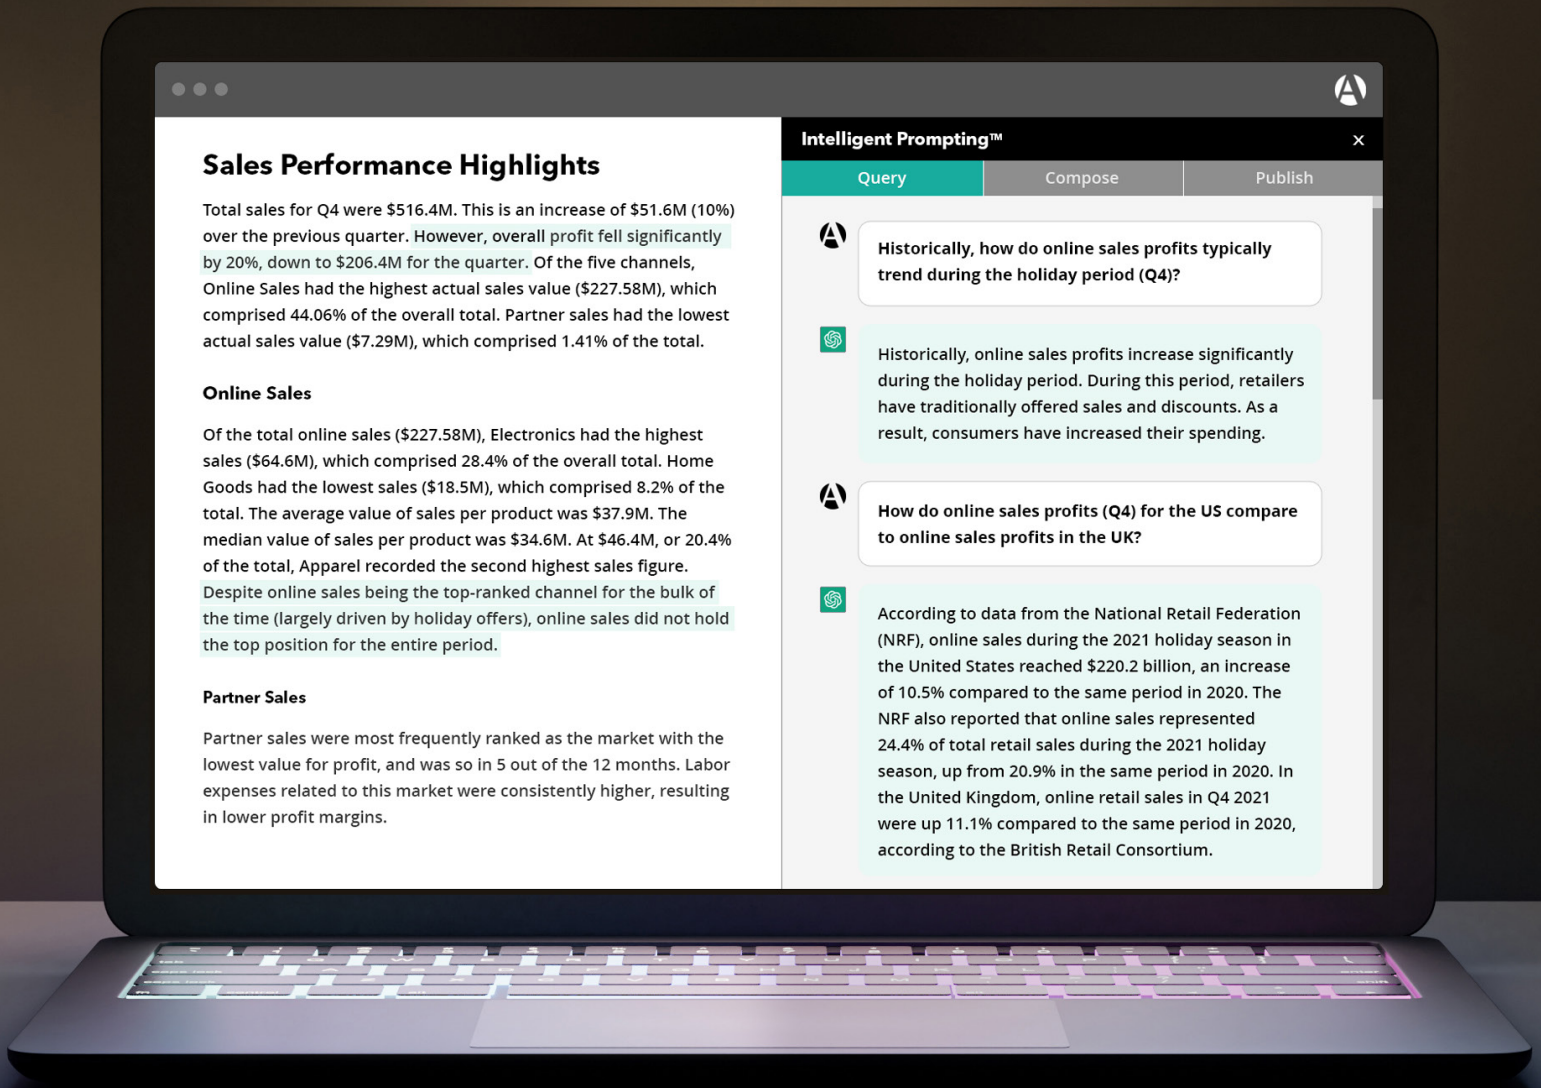 Sales Performance Highlights
Total sales for Q4 were $516.4M. This is an increase of $51.6M (10%)
over the previous quarter. However, overall profit fell significantly
by 20%, down to $206.4M for the quarter. Of the five channels,
Online Sales had the highest actual sales value ($227.58M), which
comprised 44.06% of the overall total. Partner sales had the lowest
actual sales value ($7.29M), which comprised 1.41% of the total.
Online Sales
Of the total online sales ($227.58M), Electronics had the highest
sales ($64.6M), which comprised 28.4% of the overall total. Home
Goods had the lowest sales ($18.5M), which comprised 8.2% of the
total. The average value of sales per product was $37.9M. The
median value of sales per product was $34.6M. At $46.4M, or 20.4%
of the total, Apparel recorded the second highest sales figure.
Despite online sales being the top-ranked channel for the bulk of
the time (largely driven by holiday offers), online sales did not hold
the top position for the entire period.
Partner Sales
Partner sales were most frequently ranked as the market with the
lowest value for profit, and was so in 5 out of the 12 months. Labor
expenses related to this market were consistently higher, resulting
in lower profit margins.
Intelligent Prompting™ x
Query Compose Publish
Historically, how do online sales profits typically
trend during the holiday period (Q4)?
Historically, online sales profits increase significantly
during the holiday period. During this period, retailers
have traditionally offered sales and discounts. As a
result, consumers have increased their spending.
How do online sales profits (Q4) for the US compare
to online sales profits in the UK?
According to data from the National Retail Federation
(NRF), online sales during the 2021 holiday season in
the United States reached $220.2 billion, an increase
of 10.5% compared to the same period in 2020. The
NRF also reported that online sales represented
24.4% of total retail sales during the 2021 holiday
season, up from 20.9% in the same period in 2020. In
the United Kingdom, online retail sales in Q4 2021
were up 11.1% compared to the same period in 2020,
according to the British Retail Consortium.